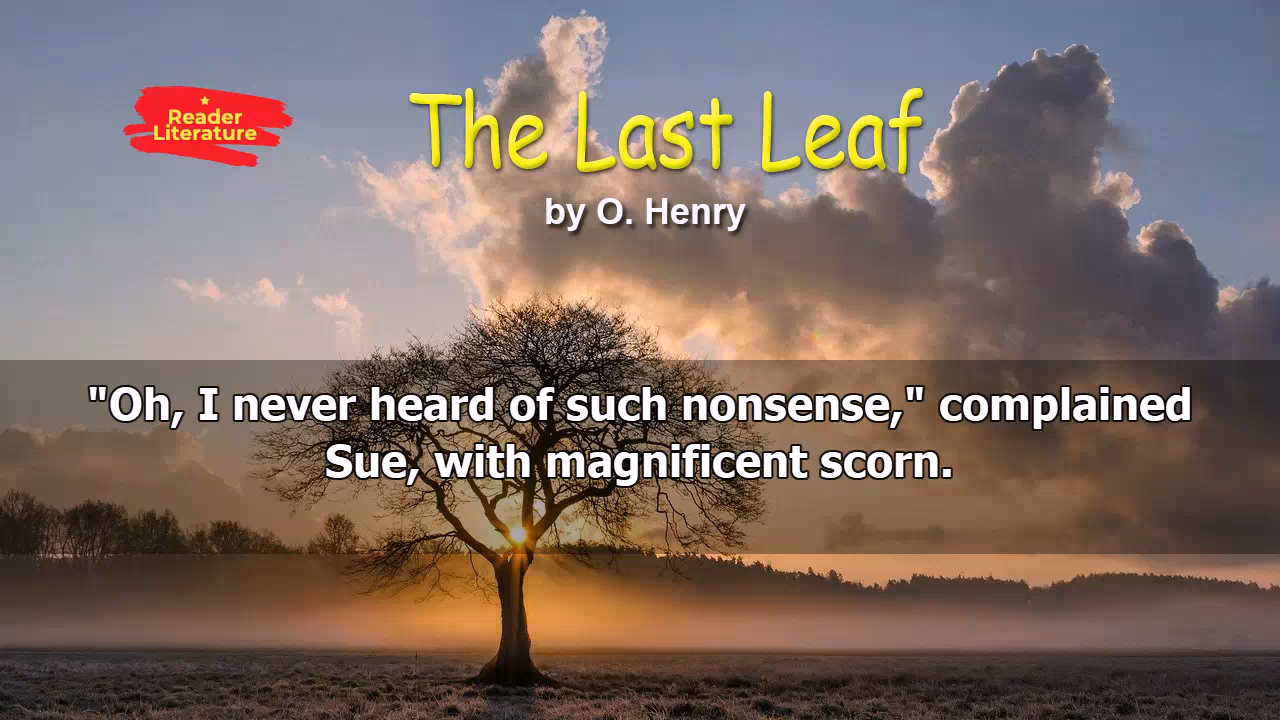 Reader
Literature
The Last Leaf
by O. Henry
"Oh, I never heard of such nonsense," complained
Sue, with magnificent scorn.